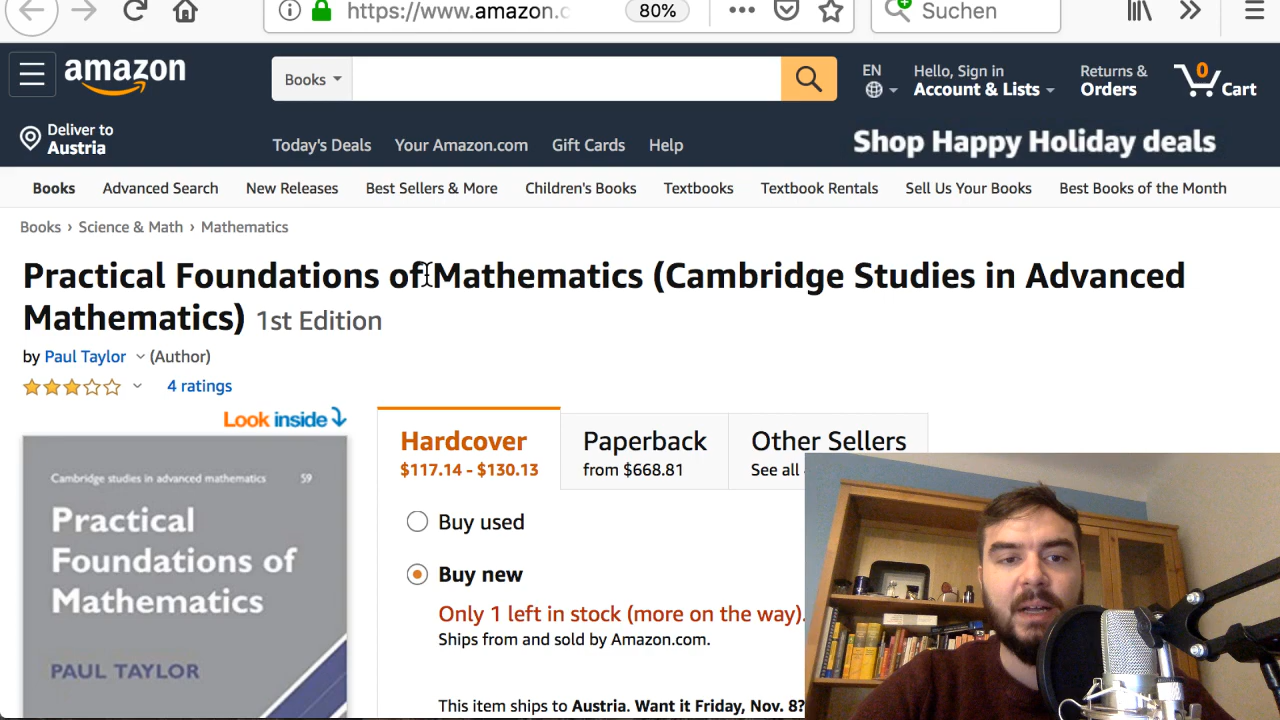 https://www.amazon.c
80%
Suchen
amazon
Books
EN
Hello, Sign in
Account & Lists
Returns &
Orders
0
Cart
Deliver to
Austria
Today's Deals
Your Amazon.com
Gift Cards
Help
Shop Happy Holiday deals
Books
Advanced Search
New Releases
Best Sellers & More
Children's Books
Textbooks
Textbook Rentals
Sell Us Your Books
Best Books of the Month
Books › Science & Math › Mathematics
Practical Foundations of Mathematics (Cambridge Studies in Advanced
Mathematics) 1st Edition
by Paul Taylor (Author)
4 ratings
Look inside
Cambridge studies in advanced mathematics 59
Practical
Foundations of
Mathematics
PAUL TAYLOR
Hardcover
$117.14 - $130.13
Paperback
from $668.81
Other Sellers
See all
Buy used
Buy new
Only 1 left in stock (more on the way).
Ships from and sold by Amazon.com.
This item ships to Austria. Want it Friday, Nov. 8?